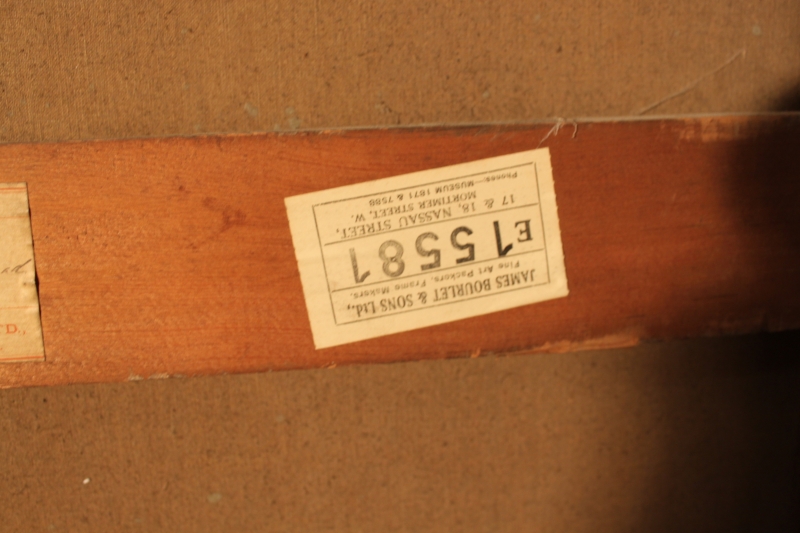 JAMES BOURLET & SONS Ltd.,
Fine Art Packers, Frame Makers.
E15581
17 & 18, NASSAU STREET,
MORTIMER STREET, W.
Phones—MUSEUM 1871 & 7588
D.,